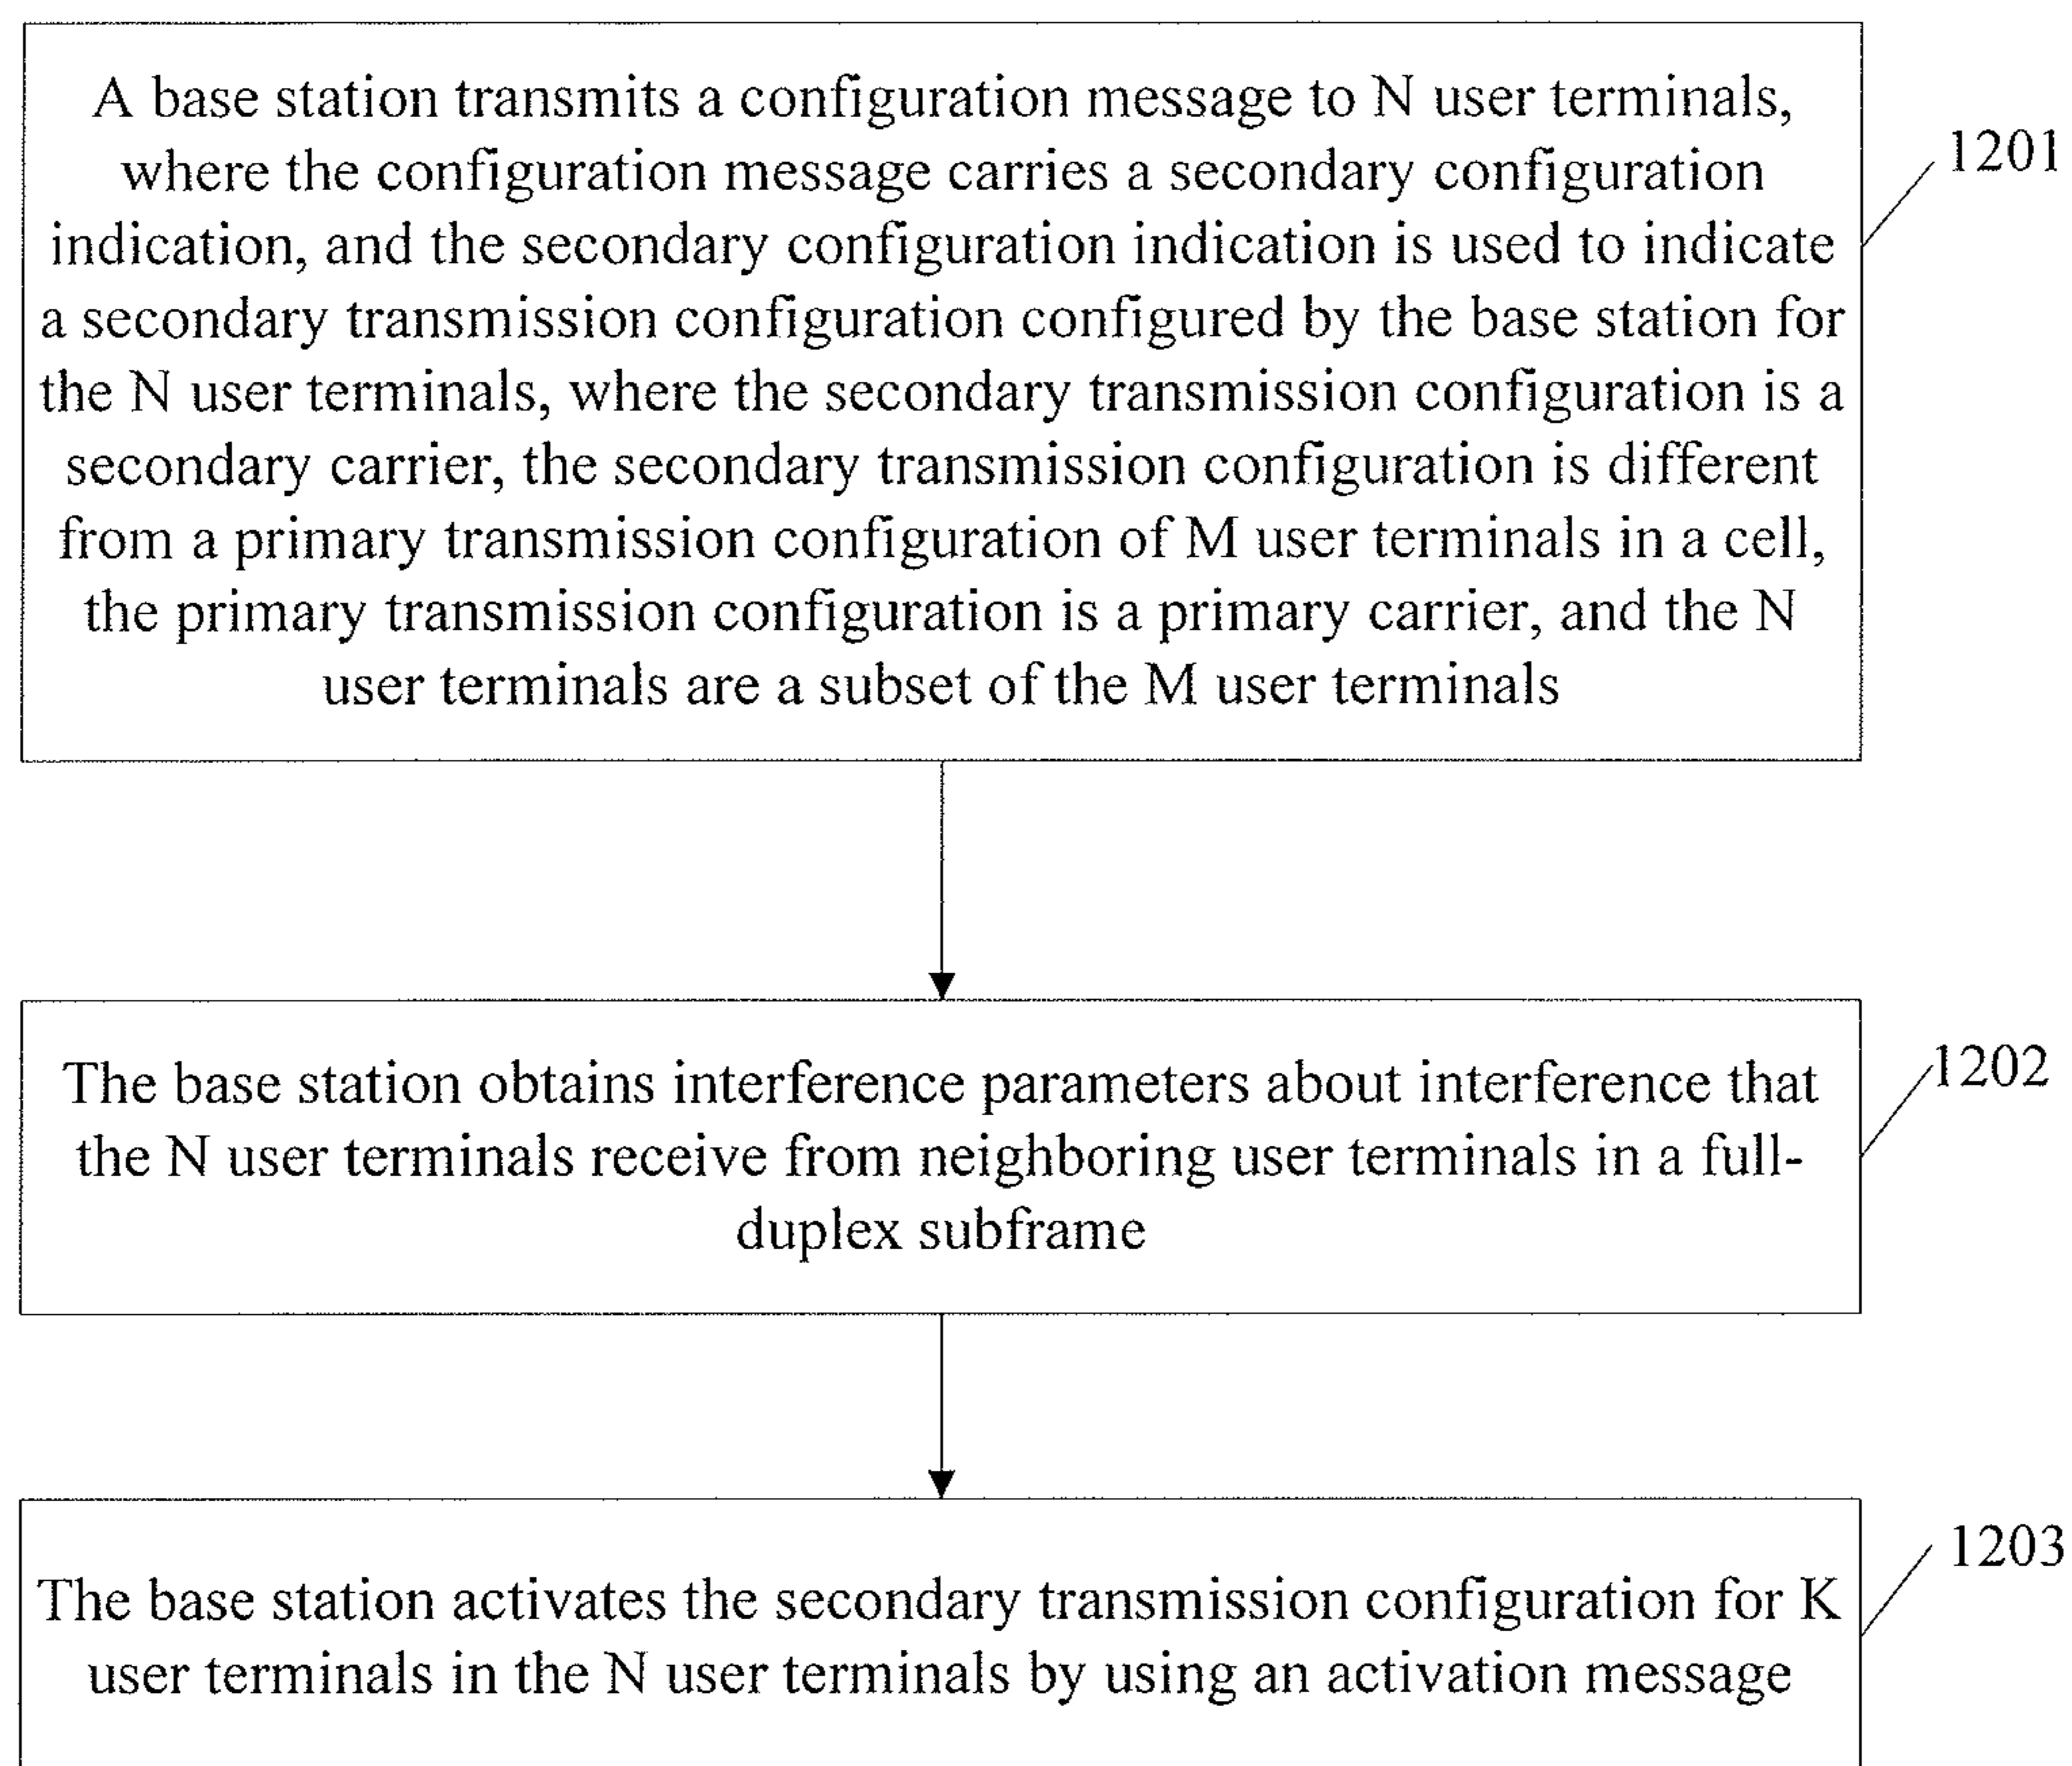 A base station transmits a configuration message to N user terminals,
where the configuration message carries a secondary configuration
indication, and the secondary configuration indication is used to indicate
a secondary transmission configuration configured by the base station for
the N user terminals, where the secondary transmission configuration is a
secondary carrier, the secondary transmission configuration is different
from a primary transmission configuration of M user terminals in a cell,
the primary transmission configuration is a primary carrier, and the N
user terminals are a subset of the M user terminals
1201
The base station obtains interference parameters about interference that
the N user terminals receive from neighboring user terminals in a full-
duplex subframe
1202
The base station activates the secondary transmission configuration for K
user terminals in the N user terminals by using an activation message
1203